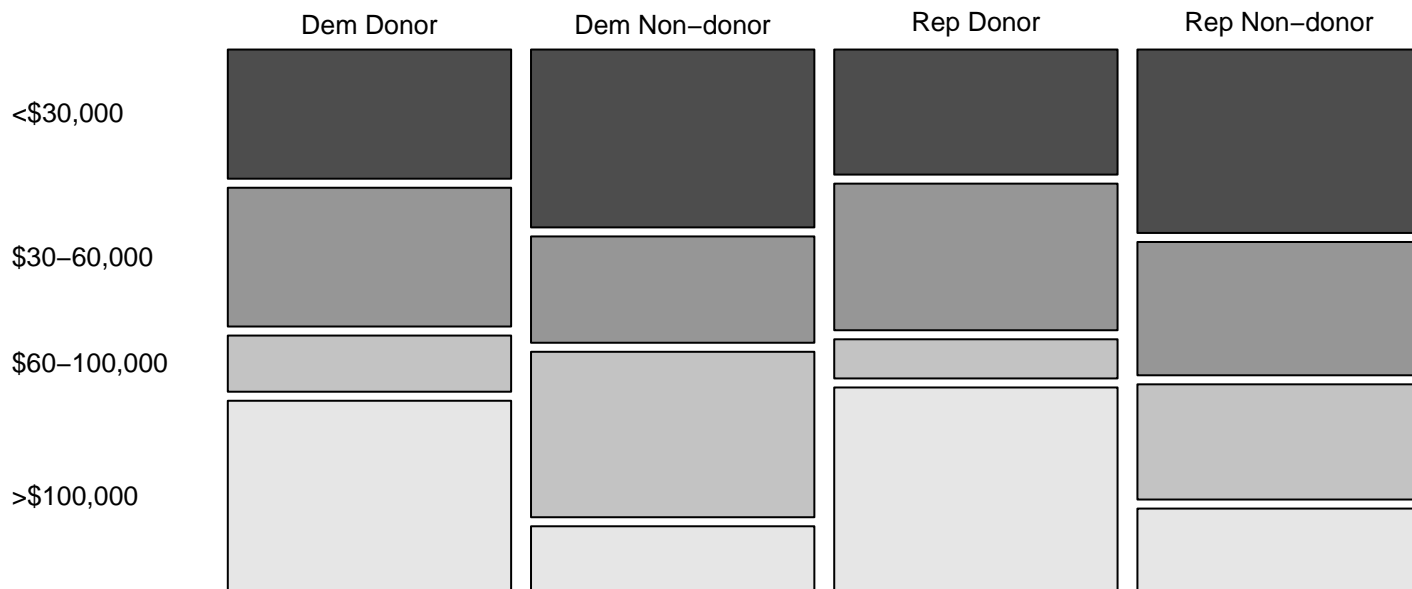 Dem Donor
Dem Non−donor
Rep Donor
Rep Non−donor
<$30,000
$30−60,000
$60−100,000
>$100,000